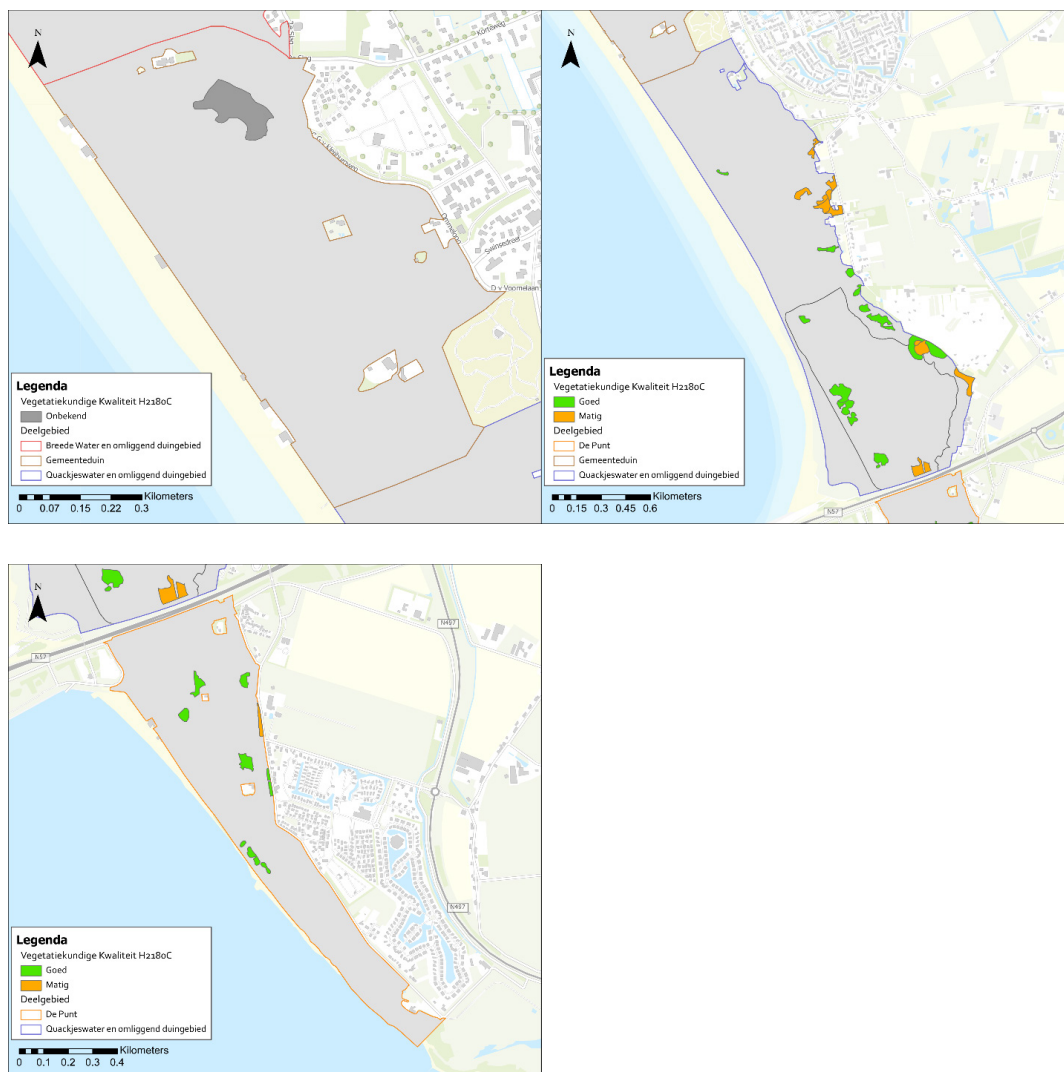 N
Korteweg
C G v Kleiburgweg
Swinsedreef
D v Voornelaan
Legenda
Vegetatiekundige Kwaliteit H2180C
Onbekend
Deelgebied
Breede Water en omliggend duingebied
Gemeenteduin
Quackjeswater en omliggend duingebied
Kilometers
0 0.07 0.15 0.22 0.3
N
N57
Legenda
Vegetatiekundige Kwaliteit H2180C
Goed
Matig
Deelgebied
De Punt
Gemeenteduin
Quackjeswater en omliggend duingebied
Kilometers
0 0.15 0.3 0.45 0.6
N
N57
N497
N497
Legenda
Vegetatiekundige Kwaliteit H2180C
Goed
Matig
Deelgebied
De Punt
Quackjeswater en omliggend duingebied
Kilometers
0 0.1 0.2 0.3 0.4